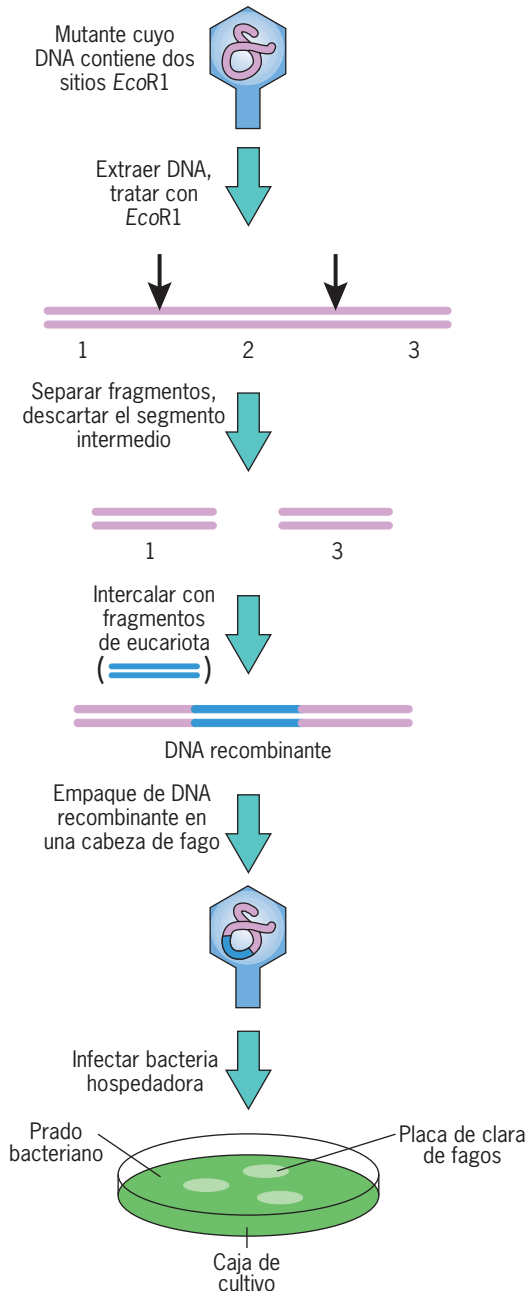 Mutante cuyo
DNA contiene dos
sitios EcoR1
Extraer DNA,
tratar con
EcoR1
1 2 3
Separar fragmentos,
descartar el segmento
intermedio
1 3
Intercalar con
fragmentos
de eucariota
( )
DNA recombinante
Empaque de DNA
recombinante en
una cabeza de fago
Infectar bacteria
hospedadora
Prado
bacteriano
Placa de clara
de fagos
Caja de
cultivo